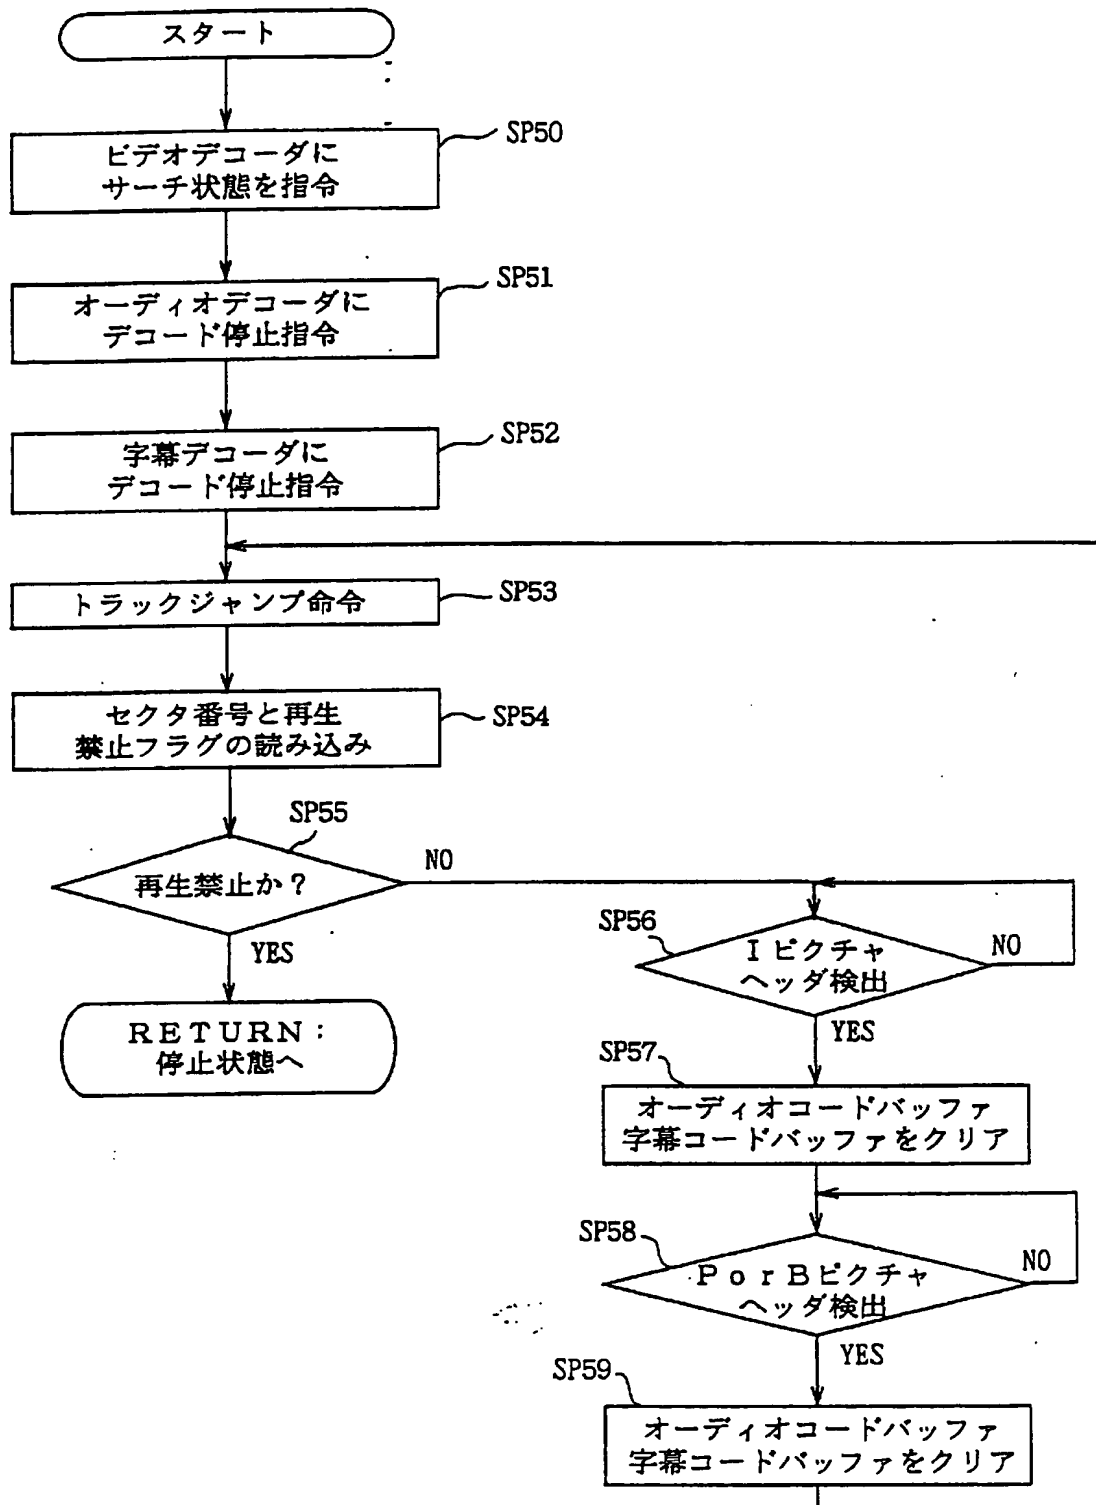 スタート
SP50
ビデオデコーダに
サーチ状態を指令
SP51
オーディオデコーダに
デコード停止指令
SP52
字幕デコーダに
デコード停止指令
SP53
トラックジャンプ命令
SP54
セクタ番号と再生
禁止フラグの読み込み
SP55
再生禁止か?
NO
YES
RETURN:
停止状態へ
SP56
Iピクチャ
ヘッダ検出
NO
YES
SP57
オーディオコードバッファ
字幕コードバッファをクリア
SP58
PorBピクチャ
ヘッダ検出
NO
YES
SP59
オーディオコードバッファ
字幕コードバッファをクリア